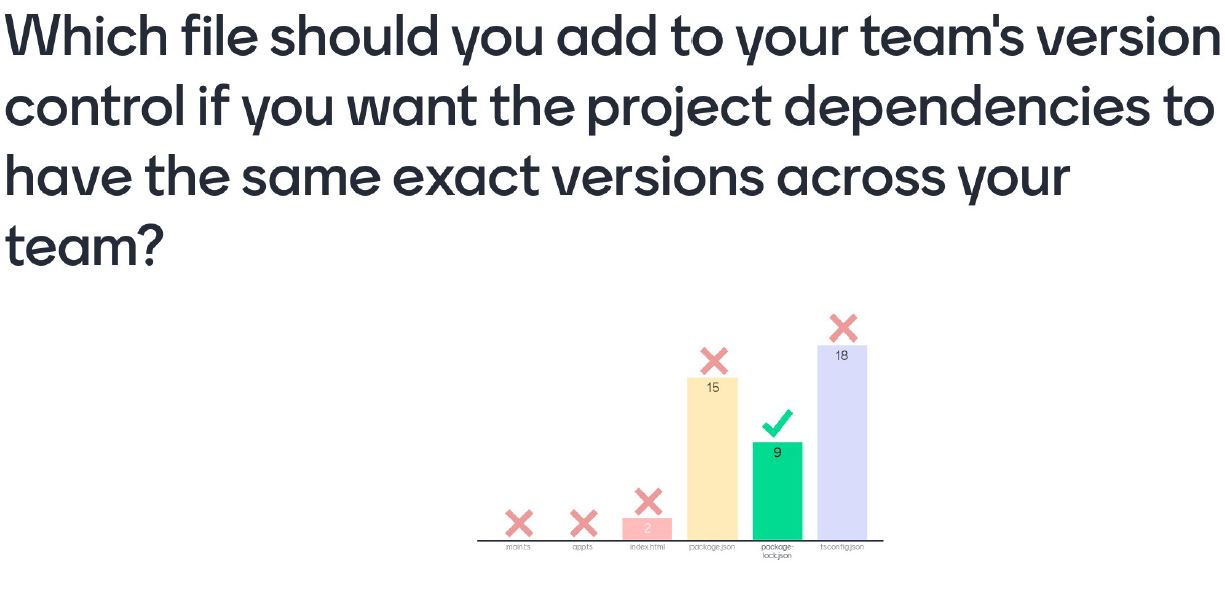 Which file should you add to your team's version
control if you want the project dependencies to
have the same exact versions across your
team?
18
15
9
2
main.ts app.ts index.html package.json package- tsconfig.json
lock.json